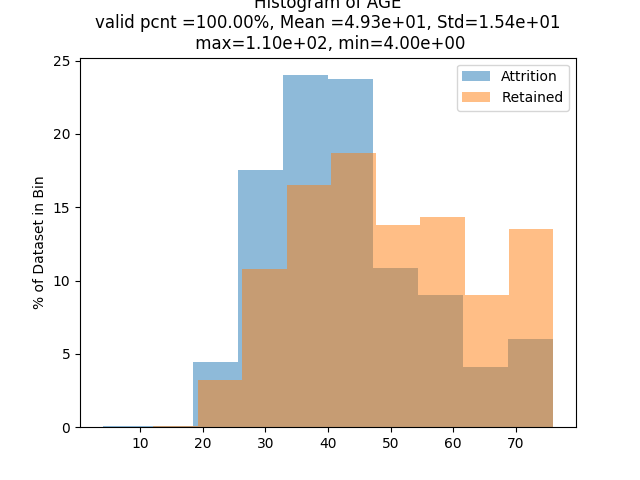 Histogram of AGE
valid pcnt =100.00%, Mean =4.93e+01, Std=1.54e+01
max=1.10e+02, min=4.00e+00
Attrition
Retained
% of Dataset in Bin
25
20
15
10
5
0
10 20 30 40 50 60 70